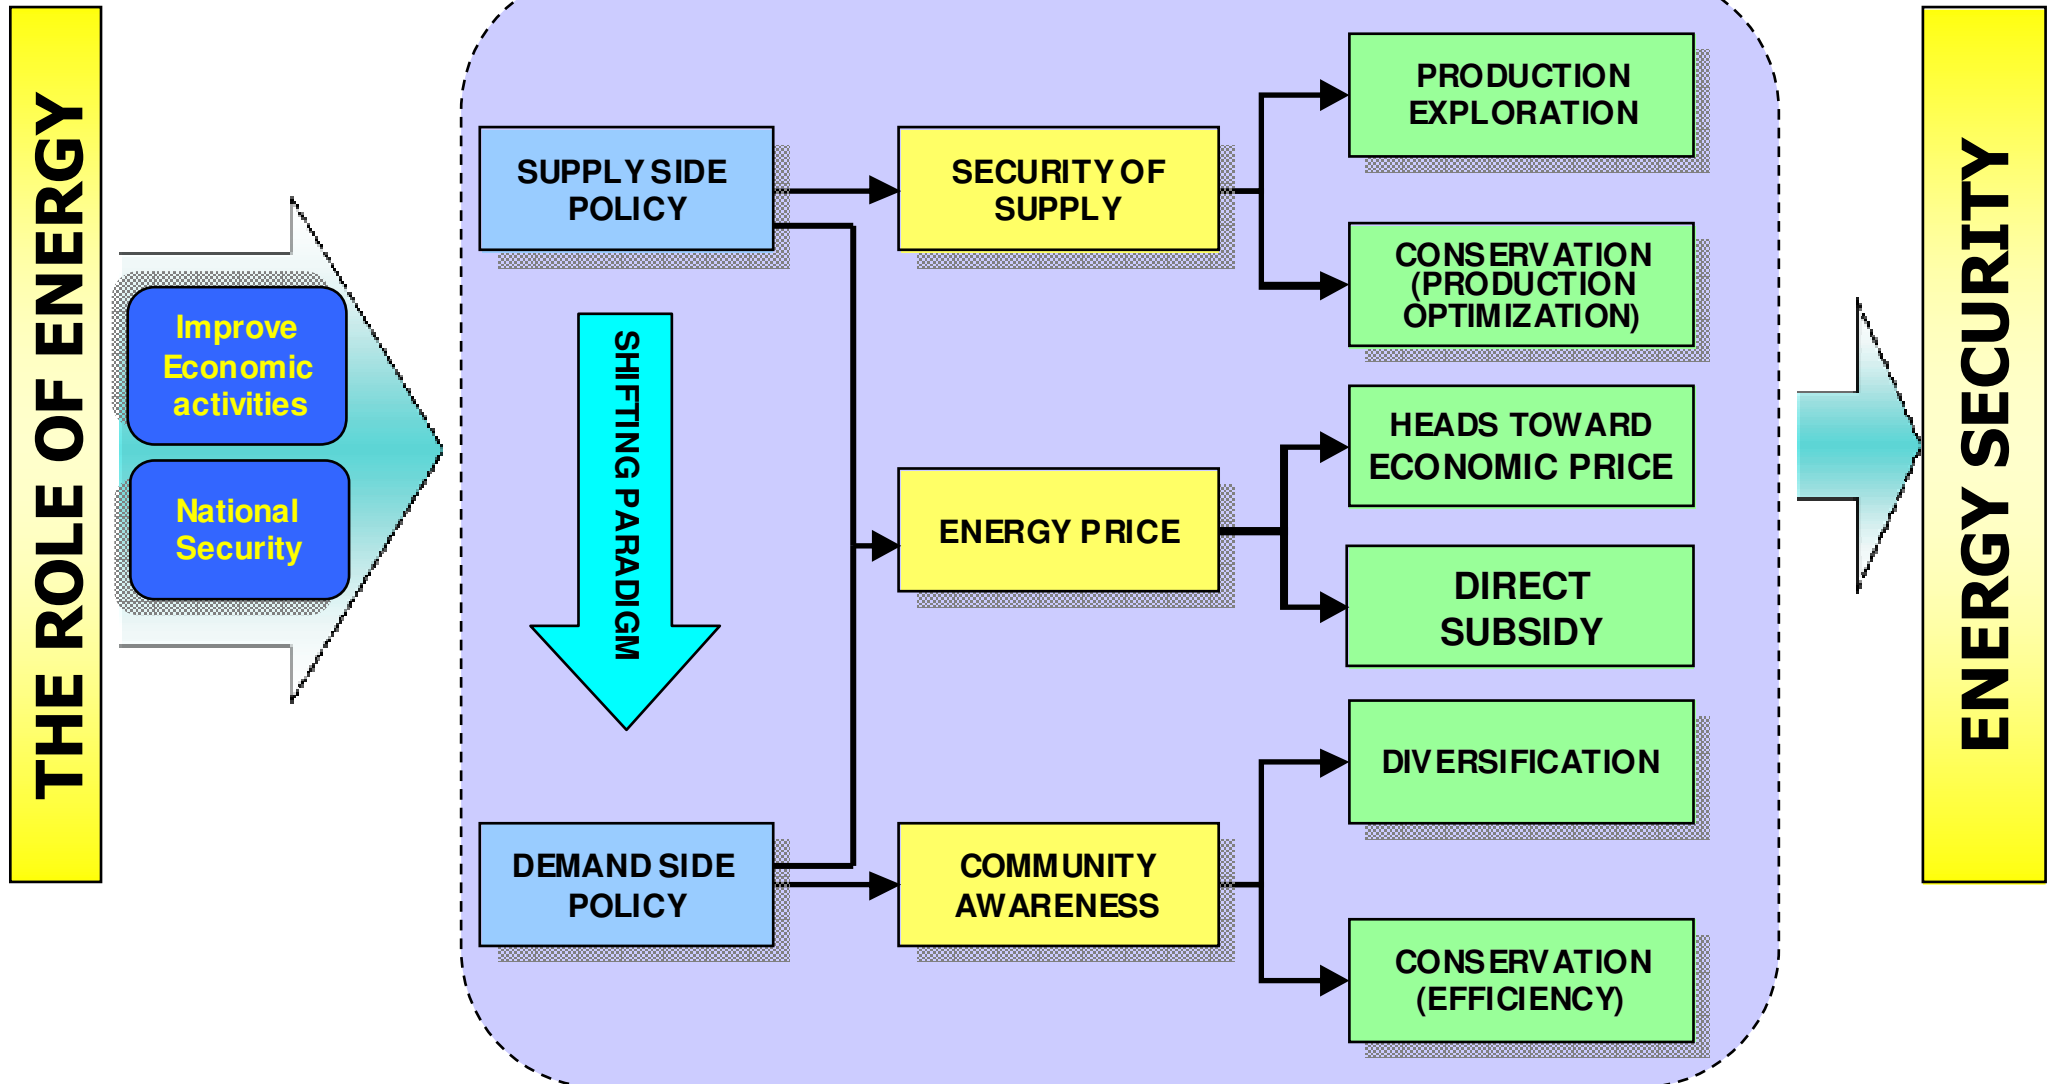 THE ROLE OF ENERGY
Improve
Economic
activities
National
Security
SUPPLY SIDE
POLICY
SHIFTING PARADIGM
DEMAND SIDE
POLICY
SECURITY OF
SUPPLY
ENERGY PRICE
COMMUNITY
AWARENESS
PRODUCTION
EXPLORATION
CONSERVATION
(PRODUCTION
OPTIMIZATION)
HEADS TOWARD
ECONOMIC PRICE
DIRECT
SUBSIDY
DIVERSIFICATION
CONSERVATION
(EFFICIENCY)
ENERGY SECURITY